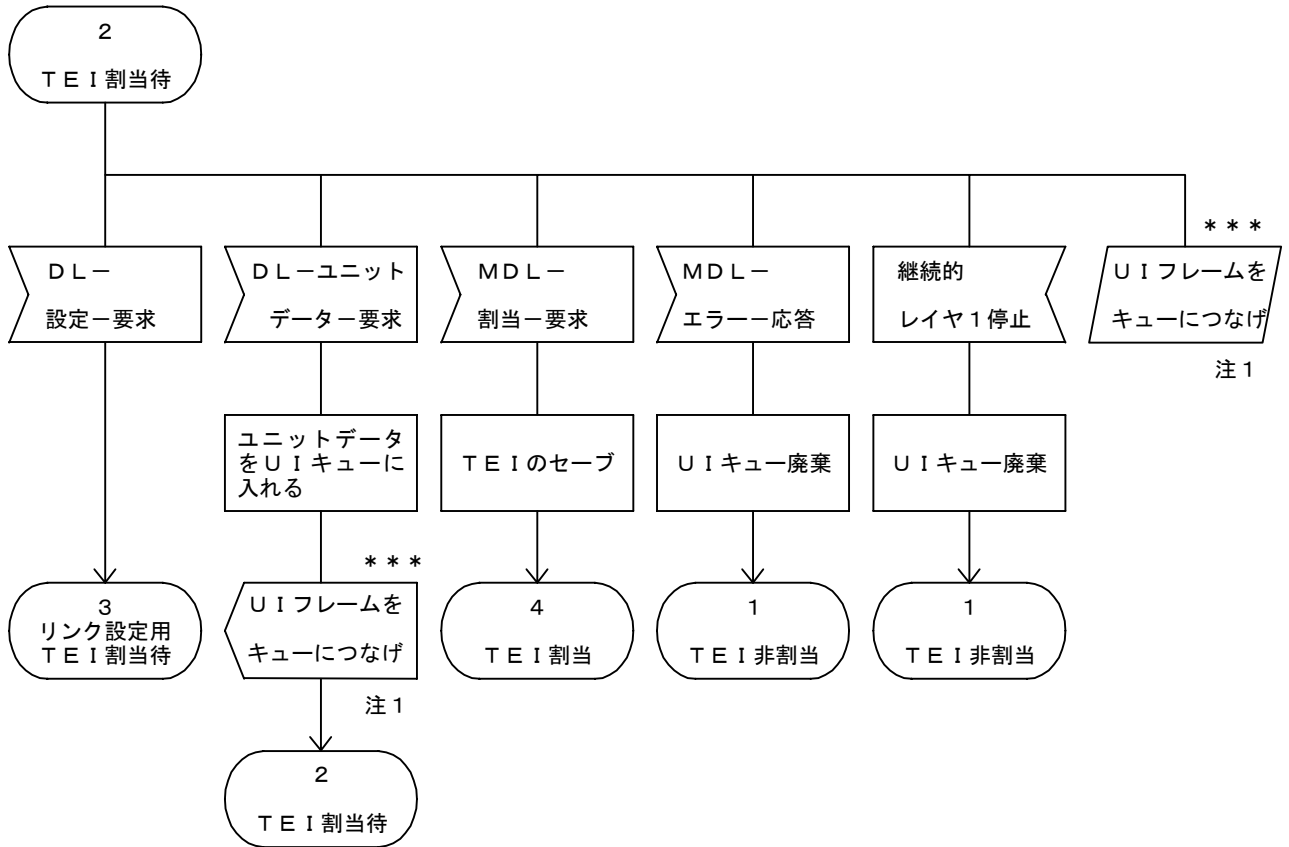 ２
ＴＥＩ割当待
ＤＬ－
設定－要求
ＤＬ－ユニット
データ－要求
ＭＤＬ－
割当－要求
ＭＤＬ－
エラー－応答
継続的
レイヤ１停止
＊＊＊
ＵＩフレームを
キューにつなげ
注１
ユニットデータ
をＵＩキューに
入れる
ＴＥＩのセーブ
ＵＩキュー廃棄
ＵＩキュー廃棄
３
リンク設定用
ＴＥＩ割当待
＊＊＊
ＵＩフレームを
キューにつなげ
注１
４
ＴＥＩ割当
１
ＴＥＩ非割当
１
ＴＥＩ非割当
２
ＴＥＩ割当待